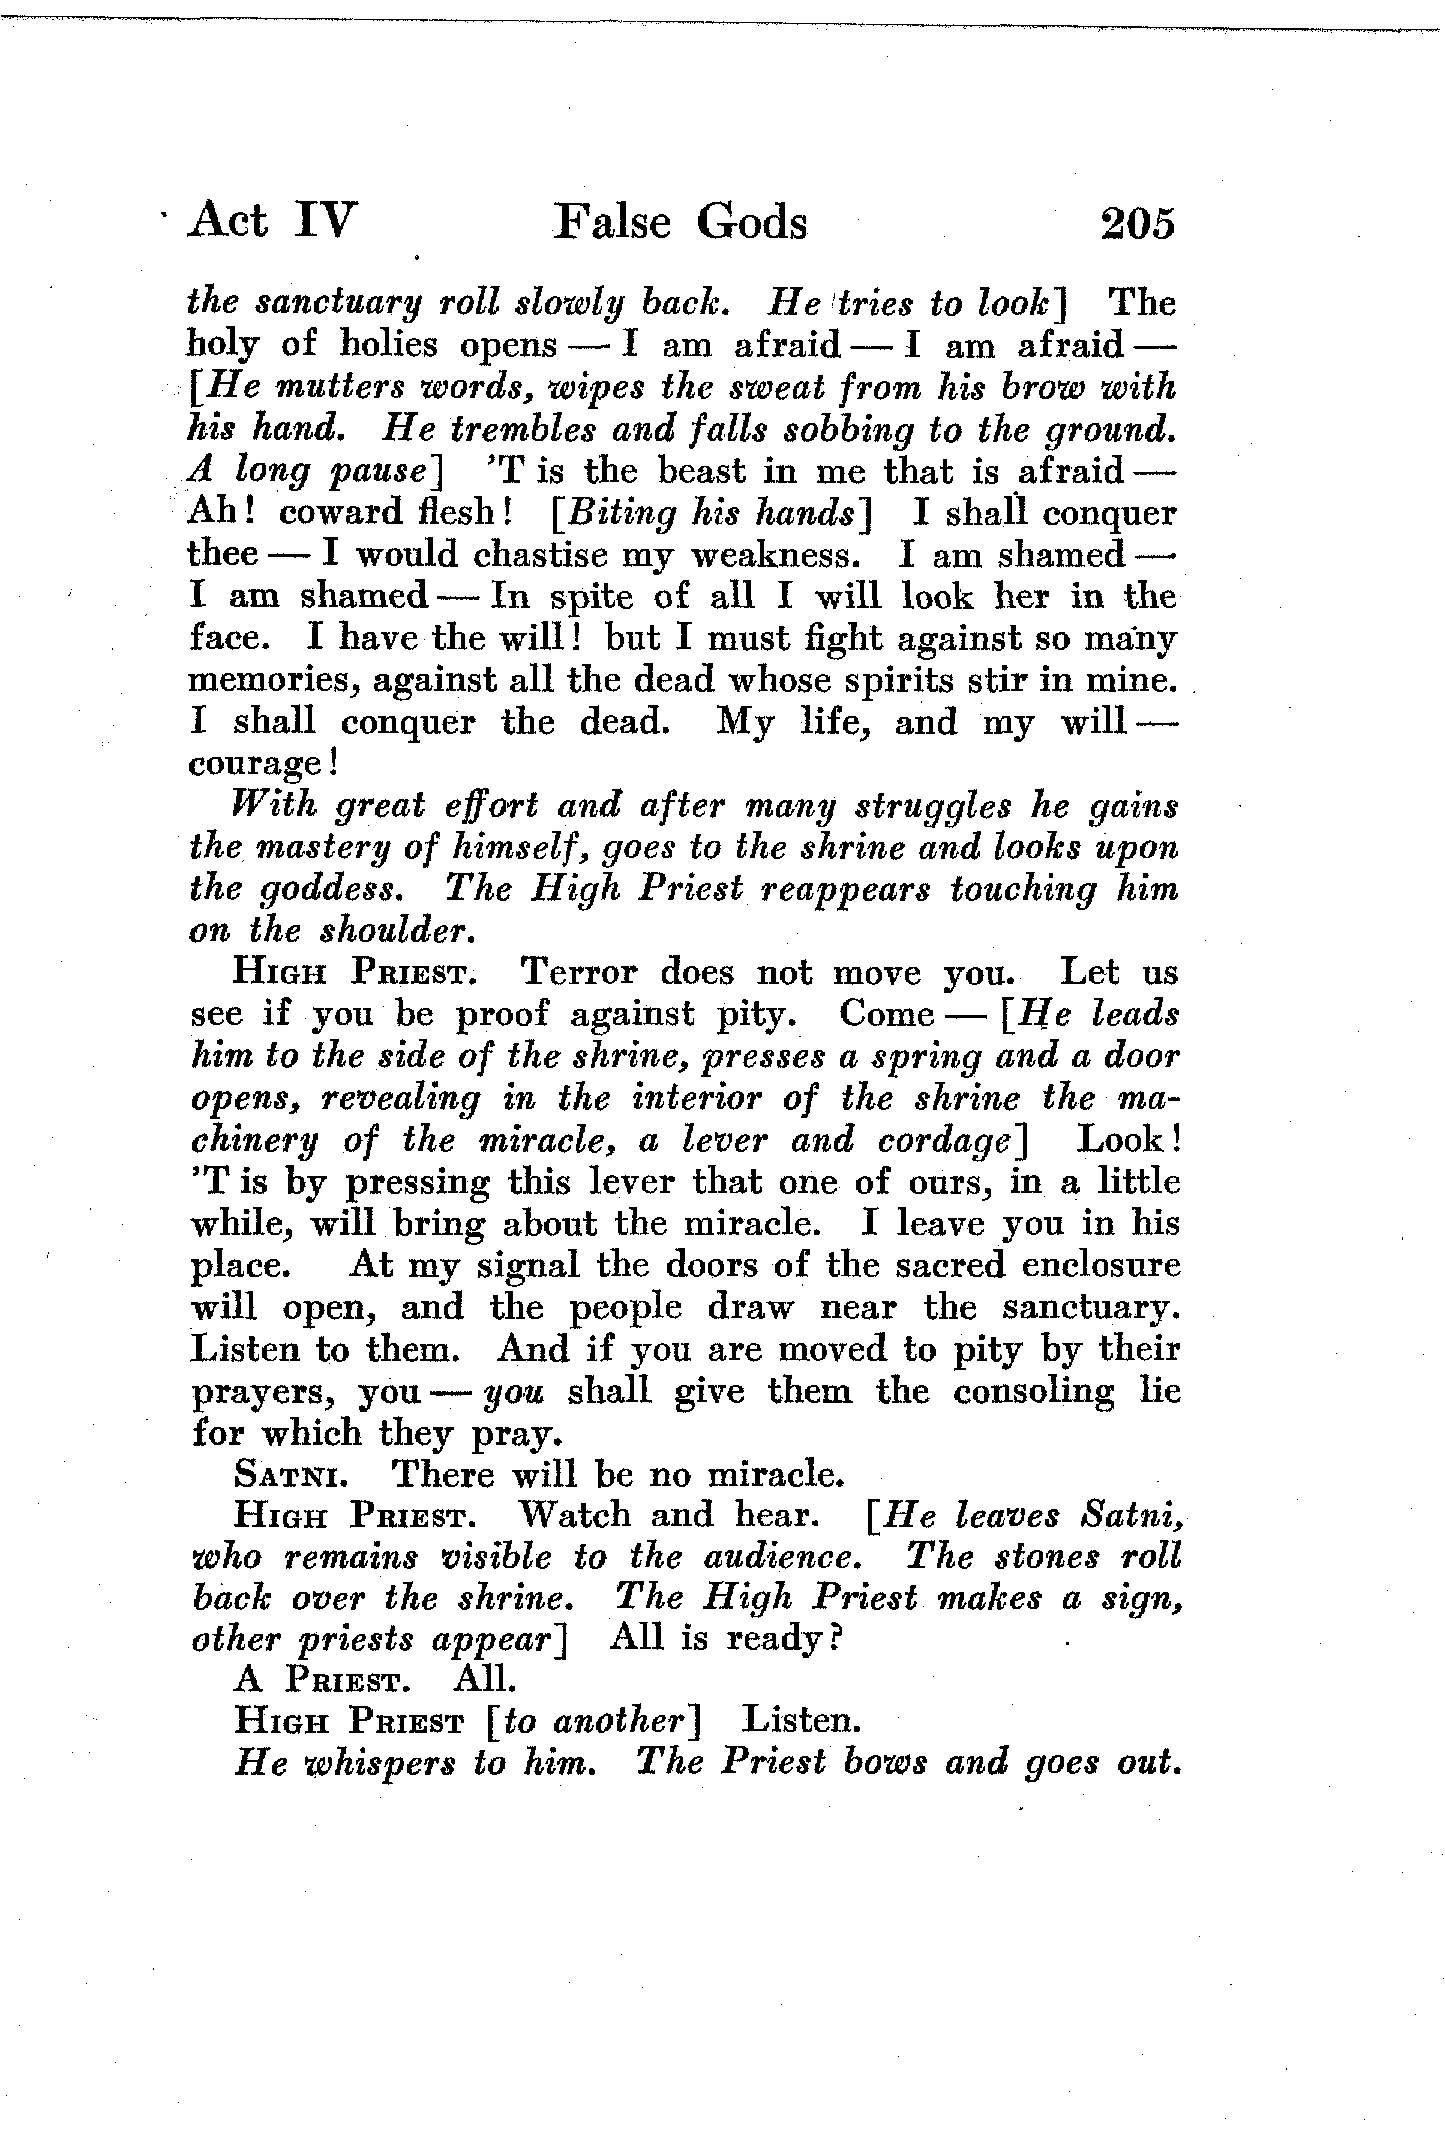 Act IV False Gods 205
the sanctuary roll slowly back. He tries to look] The
holy of holies opens — I am afraid — I am afraid —
[He mutters words, wipes the sweat from his brow with
his hand. He trembles and falls sobbing to the ground.
A long pause] 'T is the beast in me that is afraid —
Ah! coward flesh! [Biting his hands] I shall conquer
thee — I would chastise my weakness. I am shamed —
I am shamed — In spite of all I will look her in the
face. I have the will! but I must fight against so many
memories, against all the dead whose spirits stir in mine.
I shall conquer the dead. My life, and my will —
courage!
With great effort and after many struggles he gains
the mastery of himself, goes to the shrine and looks upon
the goddess. The High Priest reappears touching him
on the shoulder.
HIGH PRIEST. Terror does not move you. Let us
see if you be proof against pity. Come — [He leads
him to the side of the shrine, presses a spring and a door
opens, revealing in the interior of the shrine the ma-
chinery of the miracle, a lever and cordage] Look!
'T is by pressing this lever that one of ours, in a little
while, will bring about the miracle. I leave you in his
place. At my signal the doors of the sacred enclosure
will open, and the people draw near the sanctuary.
Listen to them. And if you are moved to pity by their
prayers, you — you shall give them the consoling lie
for which they pray.
SATNI. There will be no miracle.
HIGH PRIEST. Watch and hear. [He leaves Satni,
who remains visible to the audience. The stones roll
back over the shrine. The High Priest makes a sign,
other priests appear] All is ready?
A PRIEST. All.
HIGH PRIEST [to another] Listen.
He whispers to him. The Priest bows and goes out.